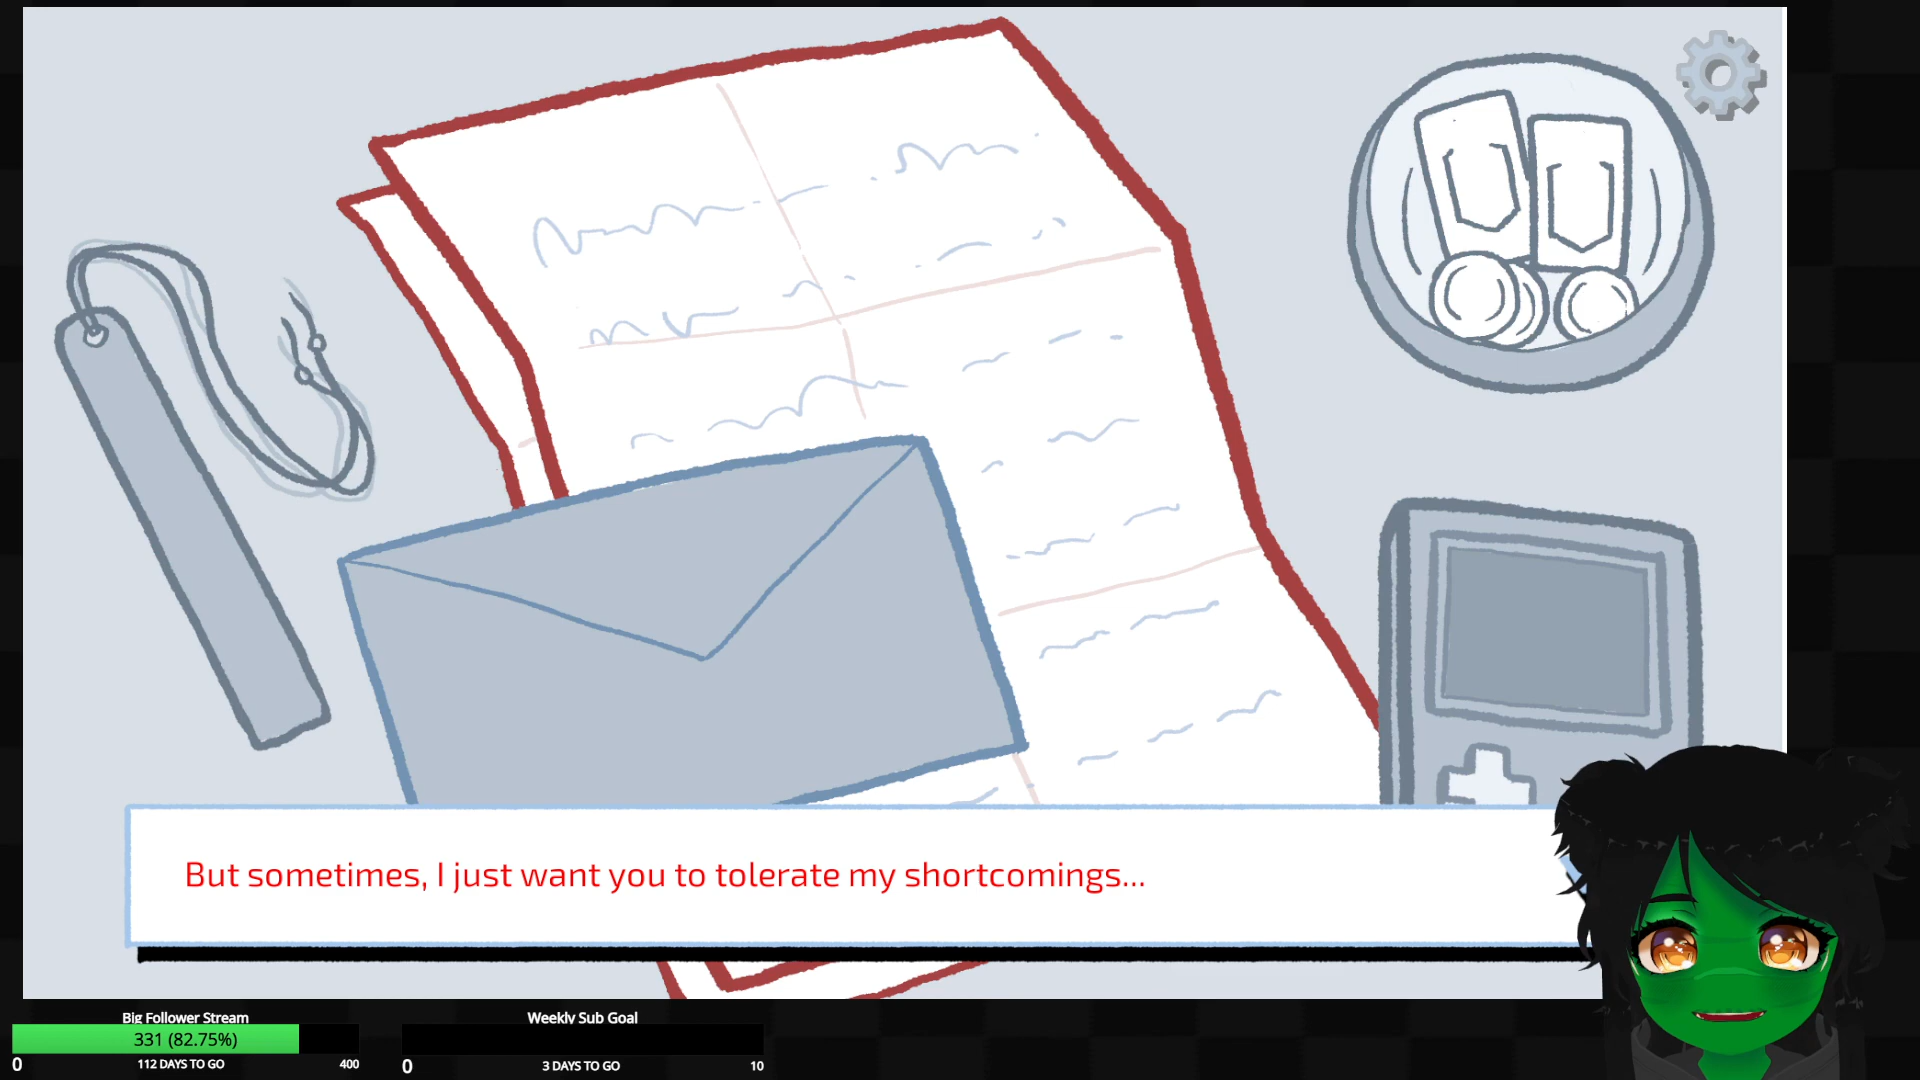 But sometimes, I just want you to tolerate my shortcomings...
Big Follower Stream
331 (82.75%)
0
112 DAYS TO GO
400
Weekly Sub Goal
0
3 DAYS TO GO
10